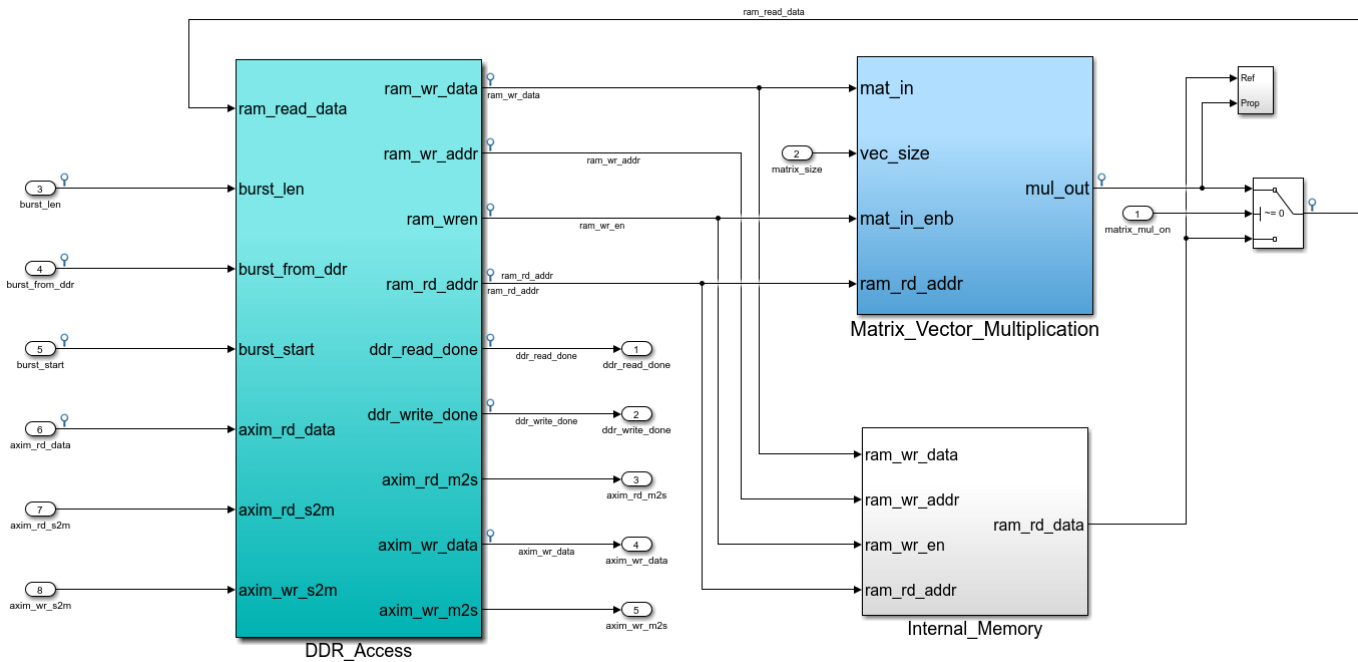 ram_read_data
ram_read_data
burst_len
burst_from_ddr
burst_start
axim_rd_data
axim_rd_s2m
axim_wr_s2m
ram_wr_data
ram_wr_addr
ram_wren
ram_rd_addr
ddr_read_done
ddr_write_done
axim_rd_m2s
axim_wr_data
axim_wr_m2s
DDR_Access
3
burst_len
4
burst_from_ddr
5
burst_start
6
axim_rd_data
7
axim_rd_s2m
8
axim_wr_s2m
ram_wr_data
ram_wr_addr
ram_wr_en
ram_rd_addr
ram_rd_addr
ddr_read_done
1
ddr_read_done
ddr_write_done
2
ddr_write_done
3
axim_rd_m2s
axim_wr_data
4
axim_wr_data
5
axim_wr_m2s
2
matrix_size
mat_in
vec_size
mat_in_enb
ram_rd_addr
mul_out
Matrix_Vector_Multiplication
ram_wr_data
ram_wr_addr
ram_wr_en
ram_rd_addr
ram_rd_data
Internal_Memory
Ref
Prop
1
matrix_mul_on
~= 0